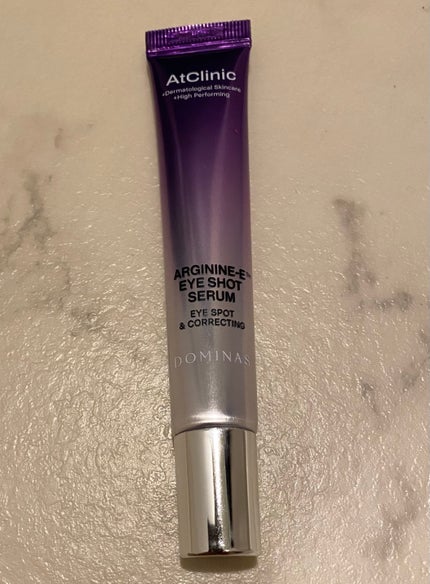 AtClinic
+Dermatological Skincare
+High Performing
ARGININE-E™
EYE SHOT
SERUM
EYE SPOT
& CORRECTING
DOMINAS